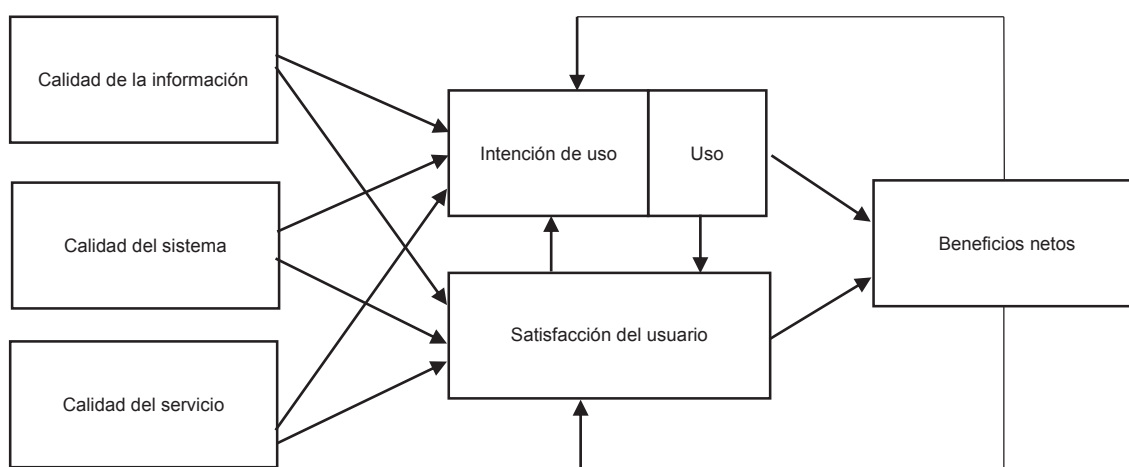 Calidad de la información
Intención de uso
Uso
Calidad del sistema
Beneficios netos
Satisfacción del usuario
Calidad del servicio